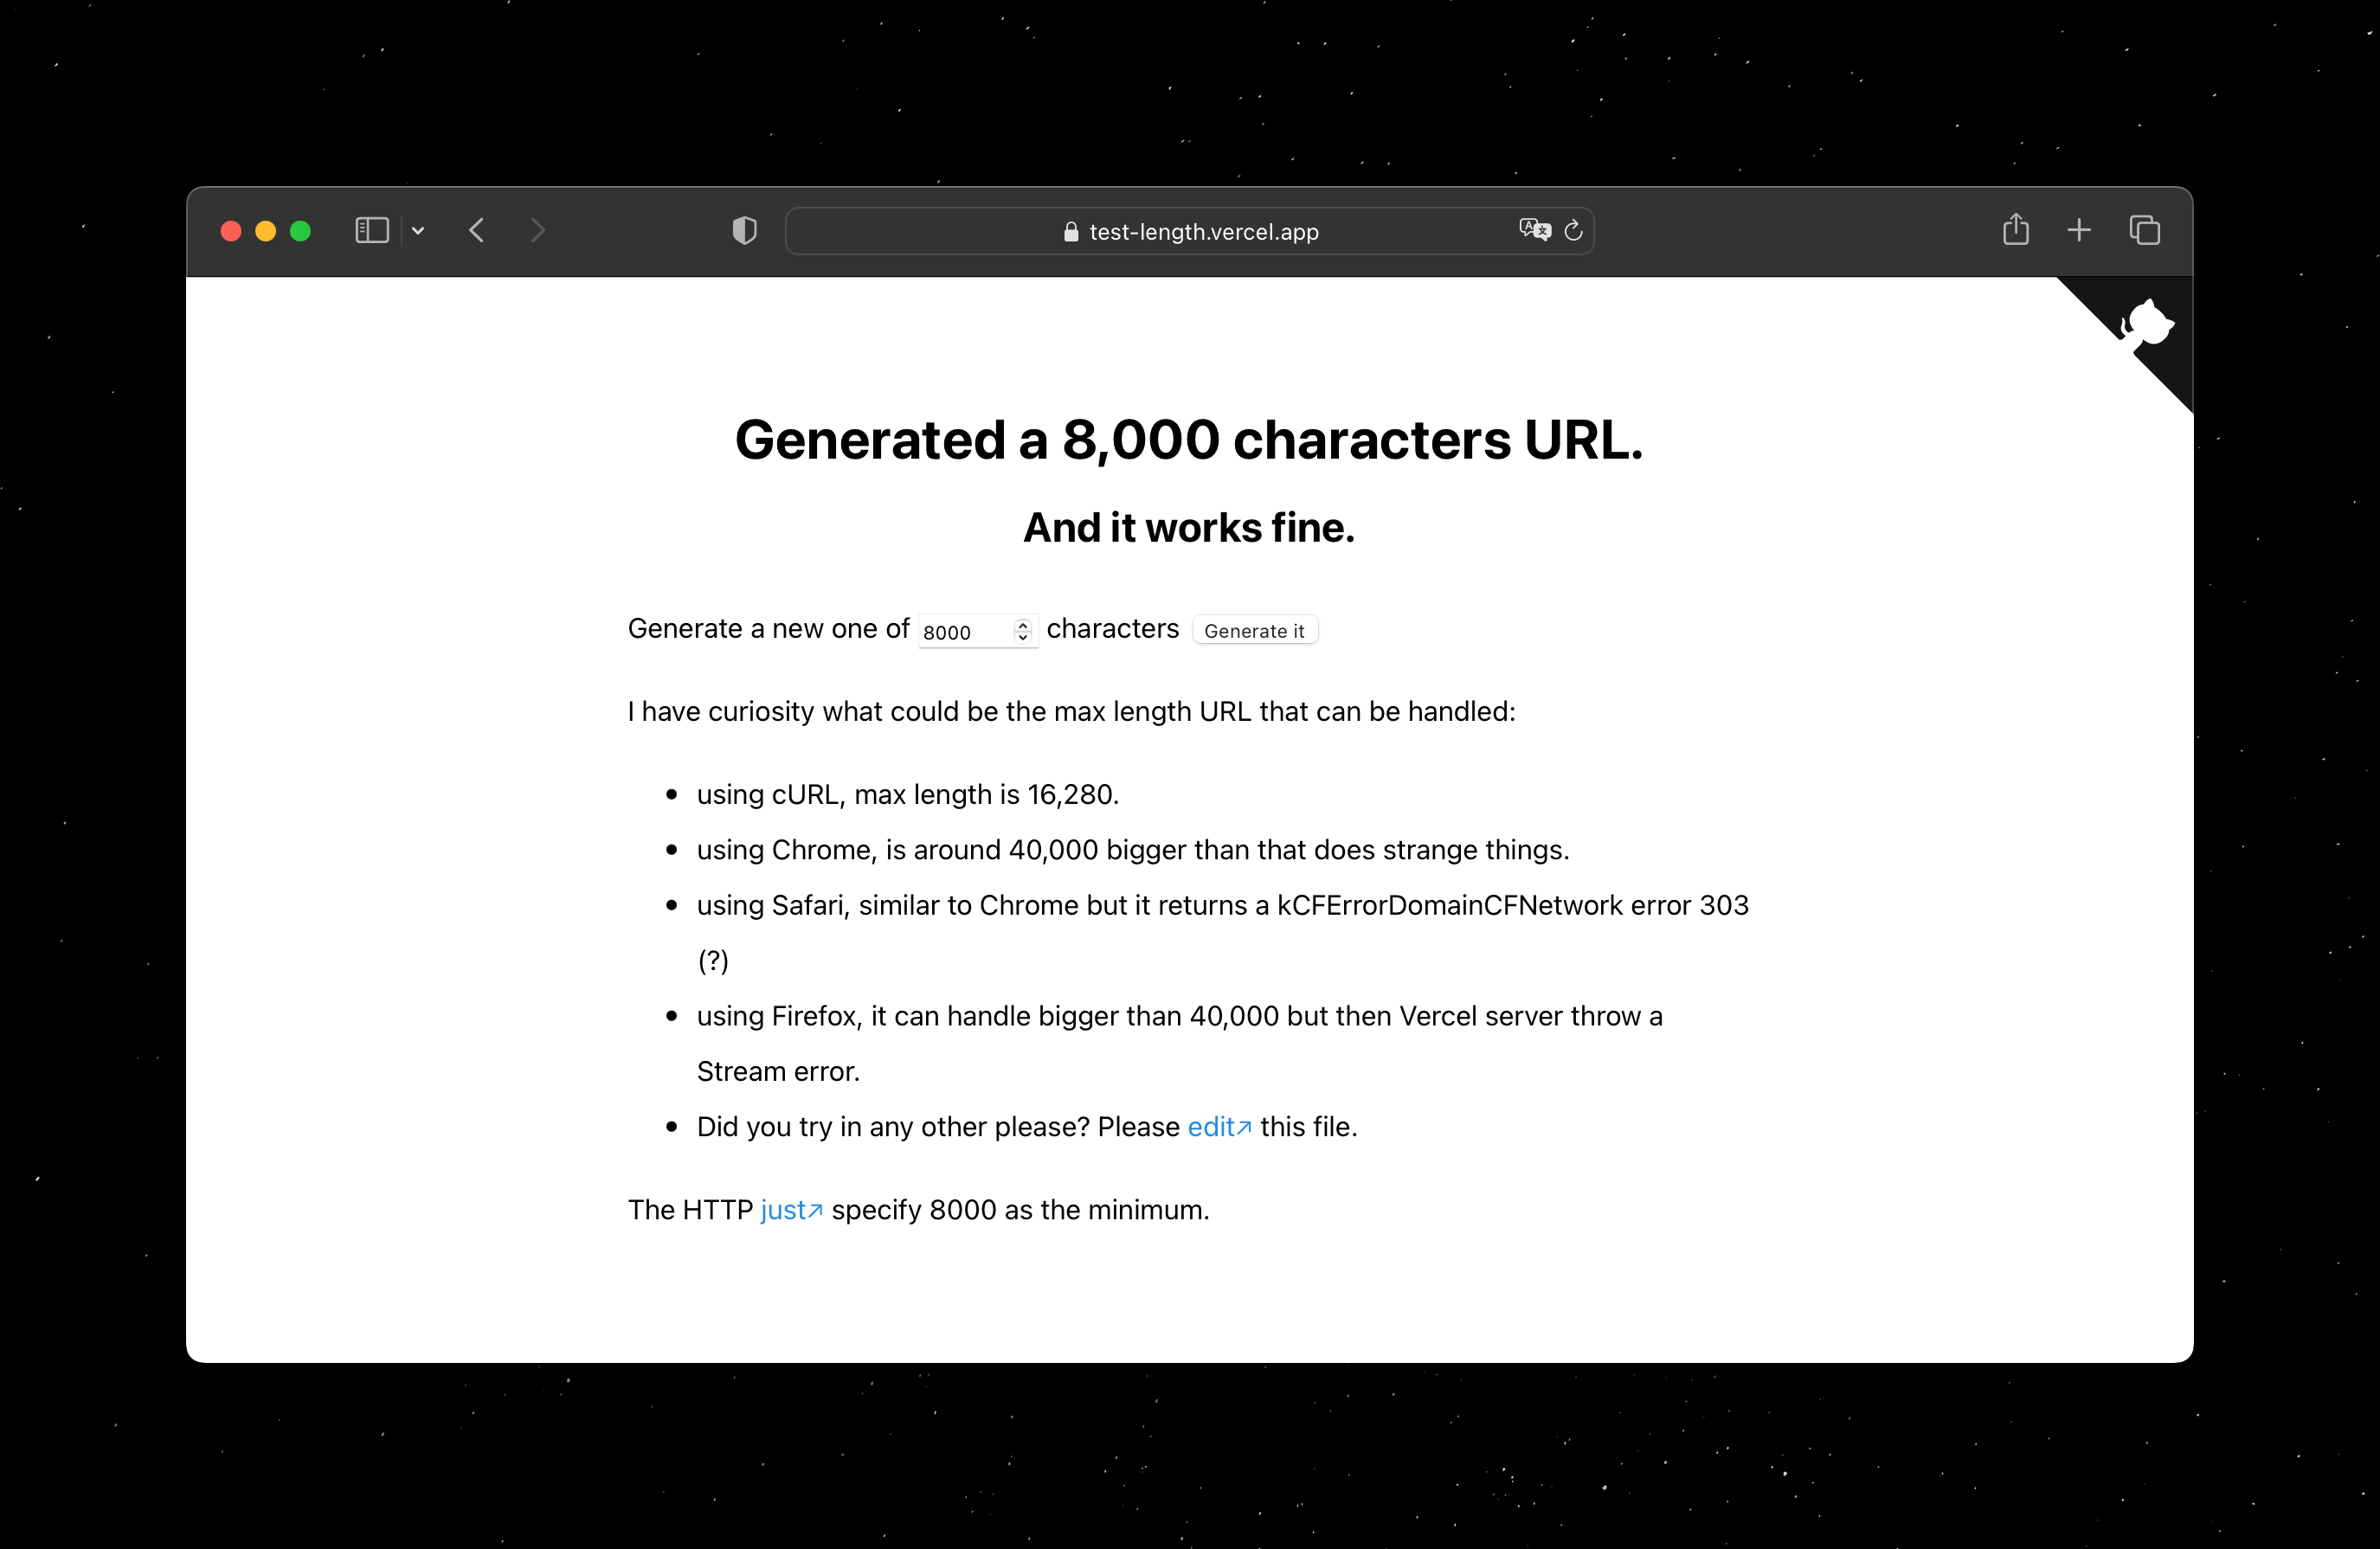 test-length.vercel.app
Generated a 8,000 characters URL.
And it works fine.
Generate a new one of 8000 characters Generate it
I have curiosity what could be the max length URL that can be handled:
• using cURL, max length is 16,280.
• using Chrome, is around 40,000 bigger than that does strange things.
• using Safari, similar to Chrome but it returns a kCFErrorDomainCFNetwork error 303
(?)
• using Firefox, it can handle bigger than 40,000 but then Vercel server throw a
Stream error.
• Did you try in any other please? Please edit↗ this file.
The HTTP just↗ specify 8000 as the minimum.